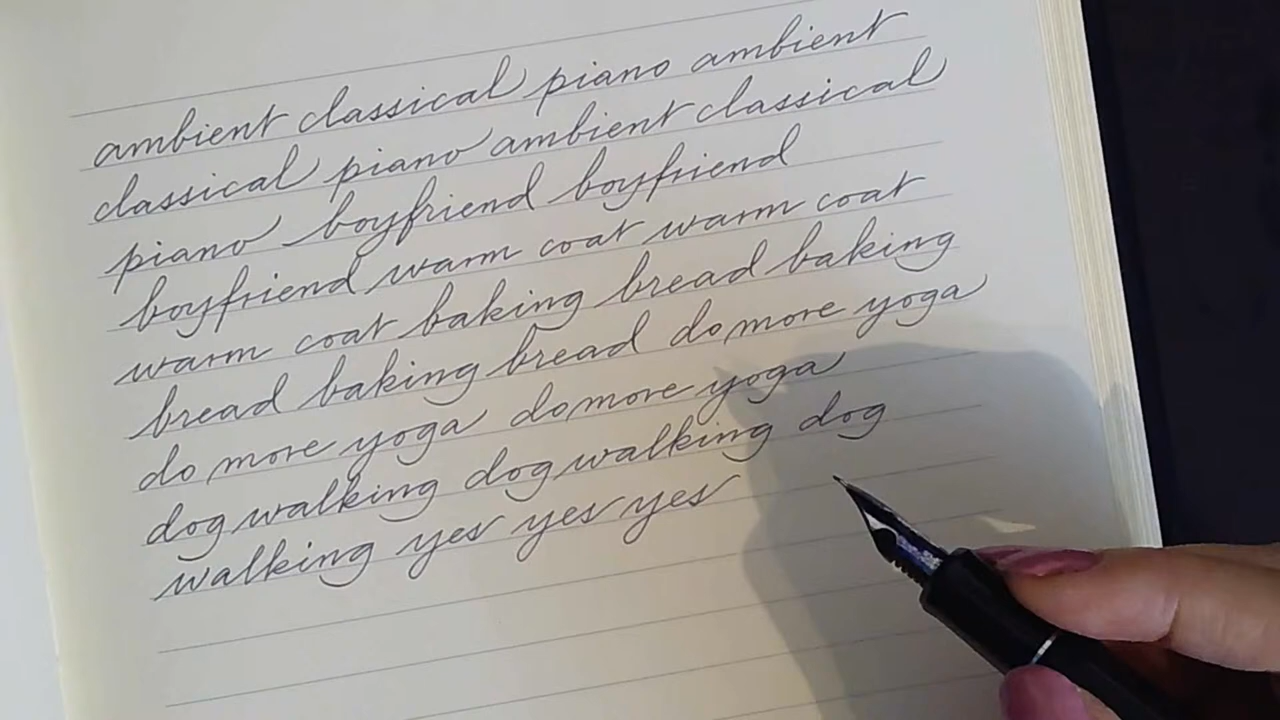 ambient classical piano ambient
classical piano ambient classical
piano boyfriend boyfriend
boyfriend warm coat warm coat
warm coat baking bread baking
bread baking bread do more yoga
do more yoga do more yoga
dog walking dog walking dog
walking yes yes yes